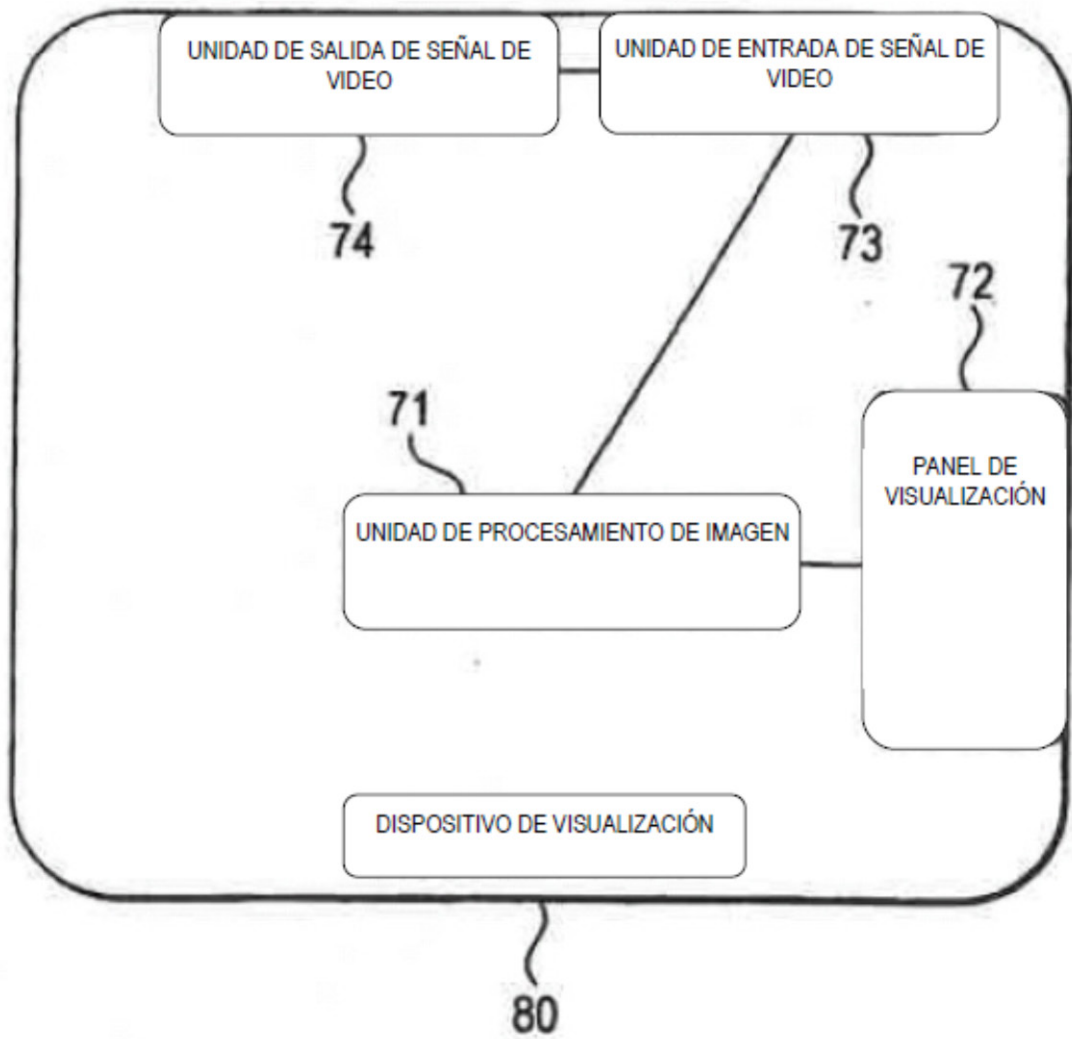 UNIDAD DE SALIDA DE SEÑAL DE
VIDEO
UNIDAD DE ENTRADA DE SEÑAL DE
VIDEO
74
73
72
71
PANEL DE
VISUALIZACIÓN
UNIDAD DE PROCESAMIENTO DE IMAGEN
DISPOSITIVO DE VISUALIZACIÓN
80